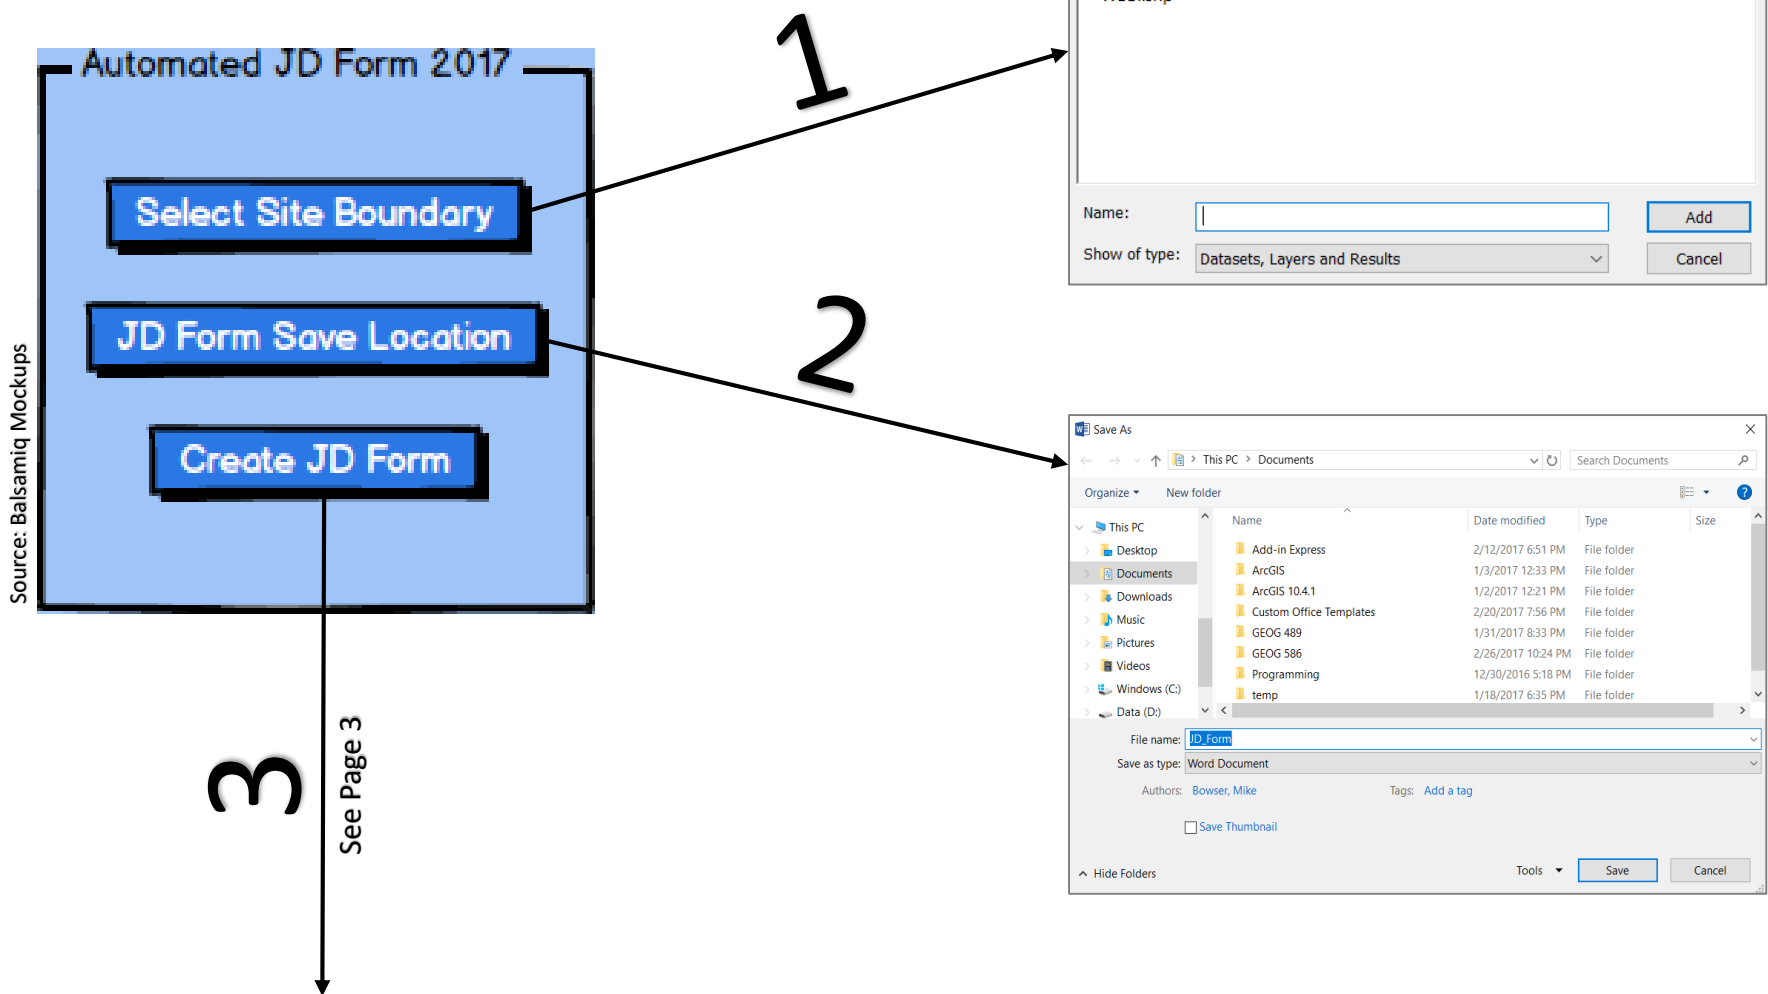 Automated JD Form 2017
Select Site Boundary
JD Form Save Location
Create JD Form
Source: Balsamiq Mockups
1
2
3
See Page 3
Name:
Add
Show of type:
Datasets, Layers and Results
Cancel
Save As
This PC > Documents
Search Documents
Organize
New folder
This PC
Desktop
Documents
Downloads
Music
Pictures
Videos
Windows (C:)
Data (D:)
Name Date modified Type Size
Add-in Express 2/12/2017 6:51 PM File folder
ArcGIS 1/3/2017 12:33 PM File folder
ArcGIS 10.4.1 1/2/2017 12:21 PM File folder
Custom Office Templates 2/20/2017 7:56 PM File folder
GEOG 489 1/31/2017 8:33 PM File folder
GEOG 586 2/26/2017 10:24 PM File folder
Programming 12/30/2016 5:18 PM File folder
temp 1/18/2017 6:35 PM File folder
File name: JD_Form
Save as type: Word Document
Authors: Bowser, Mike
Tags: Add a tag
Save Thumbnail
Hide Folders
Tools
Save
Cancel